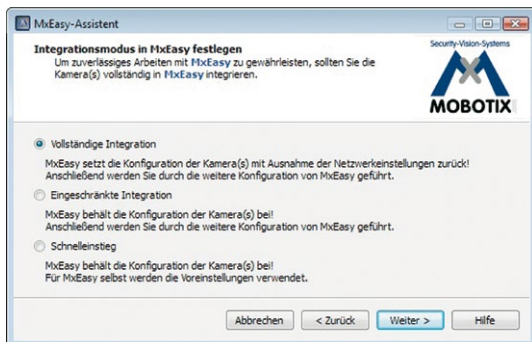 MxEasy-Assistent
Integrationsmodus in MxEasy festlegen
Um zuverlässiges Arbeiten mit MxEasy zu gewährleisten, sollten Sie die
Kamera(s) vollständig in MxEasy integrieren.
Security-Vision-Systems
MOBOTIX
Vollständige Integration
MxEasy setzt die Konfiguration der Kamera(s) mit Ausnahme der Netzwerkeinstellungen zurück!
Anschließend werden Sie durch die weitere Konfiguration von MxEasy geführt.
Eingeschränkte Integration
MxEasy behält die Konfiguration der Kamera(s) bei!
Anschließend werden Sie durch die weitere Konfiguration von MxEasy geführt.
Schnelleinstieg
MxEasy behält die Konfiguration der Kamera(s) bei!
Für MxEasy selbst werden die Voreinstellungen verwendet.
Abbrechen
< Zurück
Weiter >
Hilfe